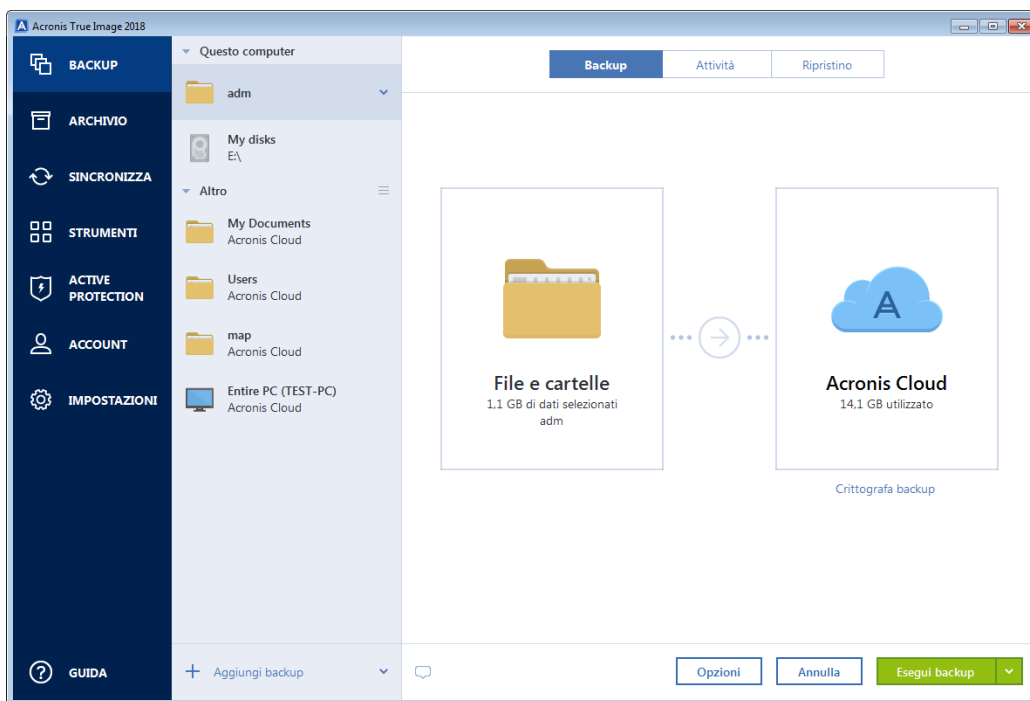 Acronis True Image 2018
BACKUP
ARCHIVIO
SINCRONIZZA
STRUMENTI
ACTIVE
PROTECTION
ACCOUNT
IMPOSTAZIONI
GUIDA
Questo computer
adm
My disks
E:\
Altro
My Documents
Acronis Cloud
Users
Acronis Cloud
map
Acronis Cloud
Entire PC (TEST-PC)
Acronis Cloud
Aggiungi backup
Backup
Attività
Ripristino
File e cartelle
1,1 GB di dati selezionati
adm
Acronis Cloud
14,1 GB utilizzato
Crittografa backup
Opzioni
Annulla
Esegui backup